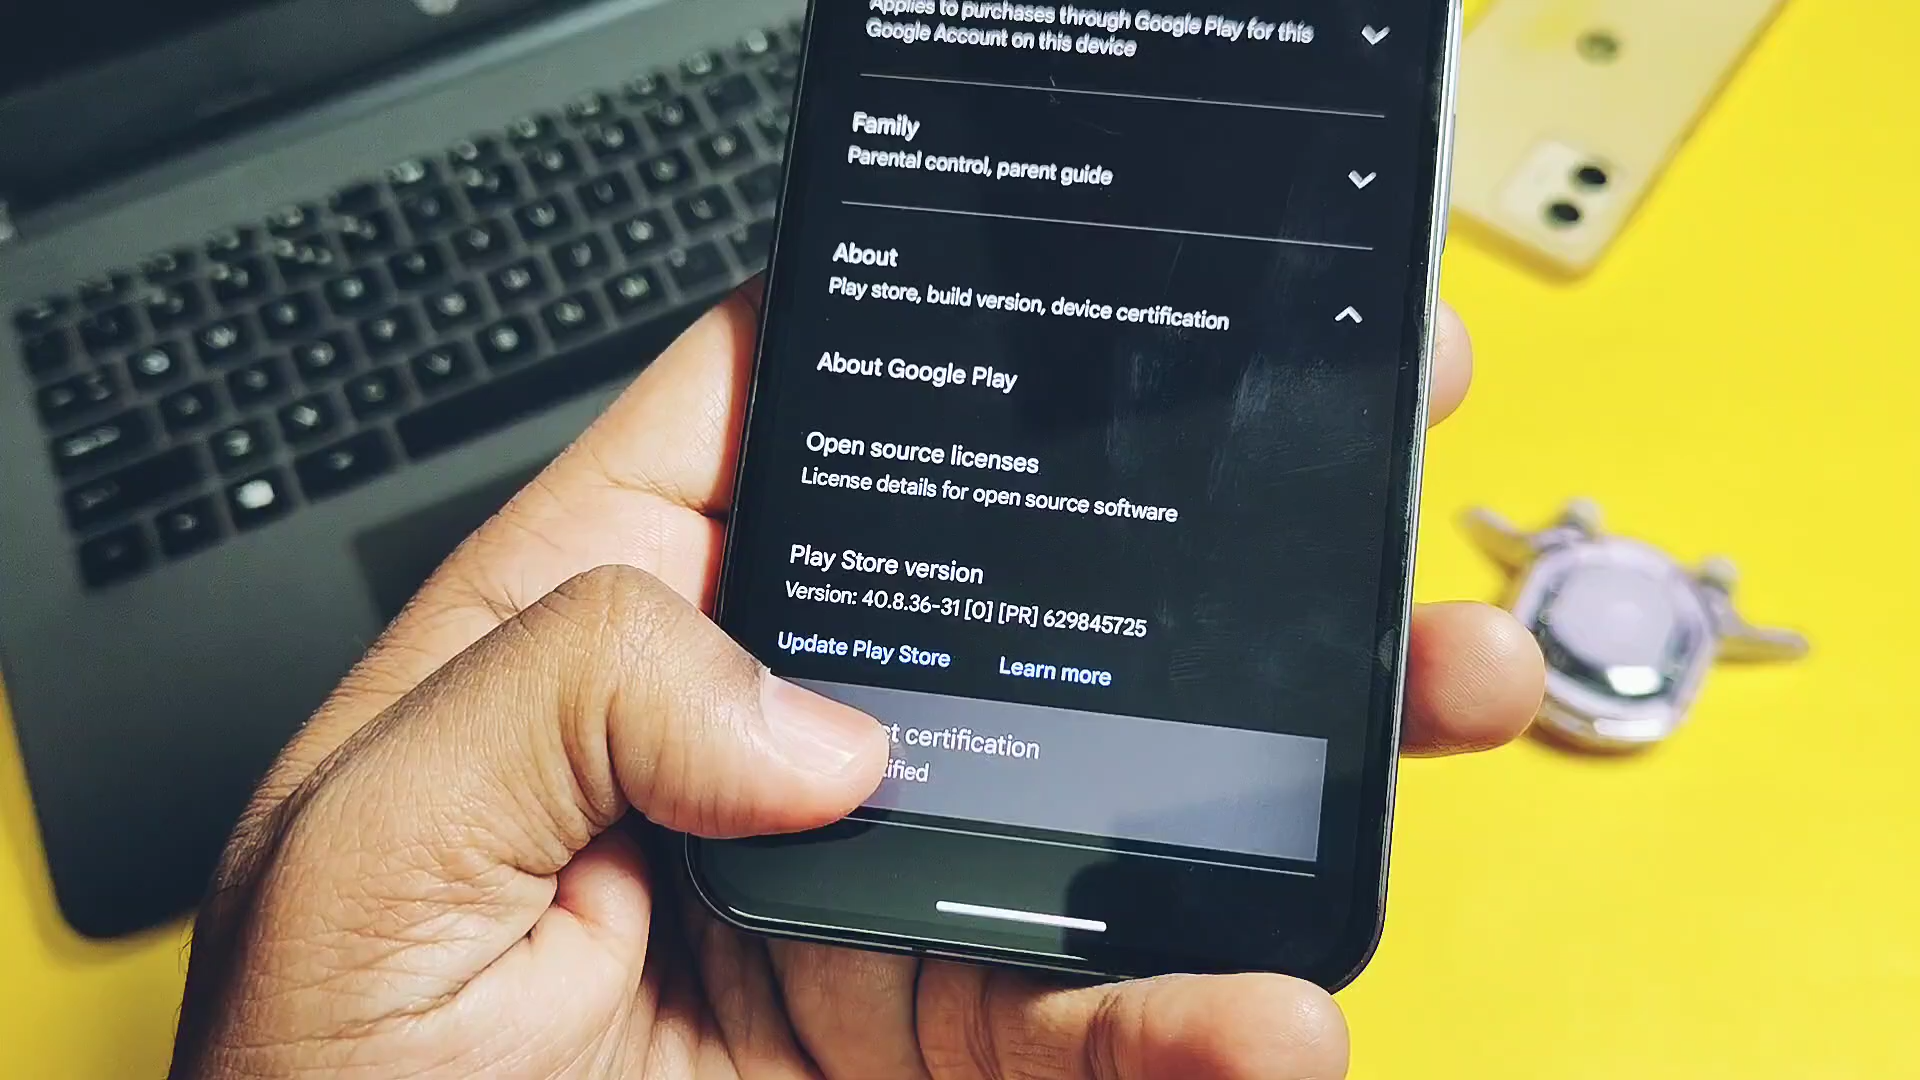 Applies to purchases through Google Play for this
Google Account on this device
Family
Parental control, parent guide
About
Play store, build version, device certification
About Google Play
Open source licenses
License details for open source software
Play Store version
Version: 40.8.36-31 [0] [PR] 629845725
Update Play Store
Learn more
ct certification
ified